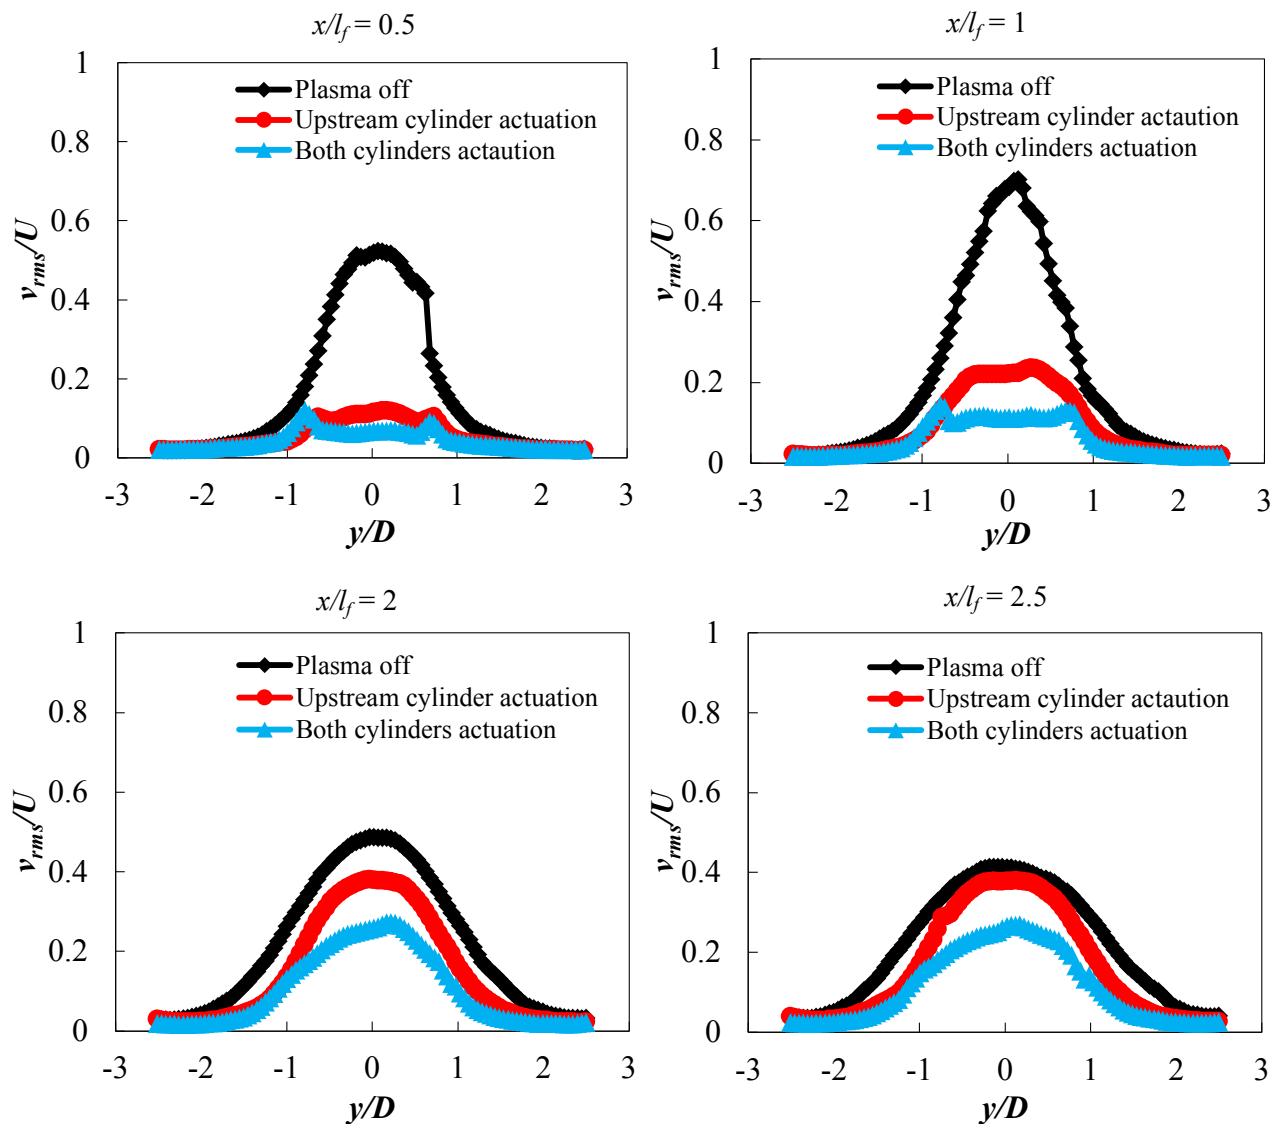 x/lf = 0.5
1
0.8
0.6
0.4
0.2
0
vrms/U
Plasma off
Upstream cylinder actuation
Both cylinders actaution
-3 -2 -1 0 1 2 3
y/D
x/lf = 1
1
0.8
0.6
0.4
0.2
0
vrms/U
Plasma off
Upstream cylinder actaution
Both cylinders actuation
-3 -2 -1 0 1 2 3
y/D
x/lf = 2
1
0.8
0.6
0.4
0.2
0
vrms/U
Plasma off
Upstream cylinder actuation
Both cylinders actuation
-3 -2 -1 0 1 2 3
y/D
x/lf = 2.5
1
0.8
0.6
0.4
0.2
0
vrms/U
Plasma off
Upstream cylinder actaution
Both cylinders actuation
-3 -2 -1 0 1 2 3
y/D